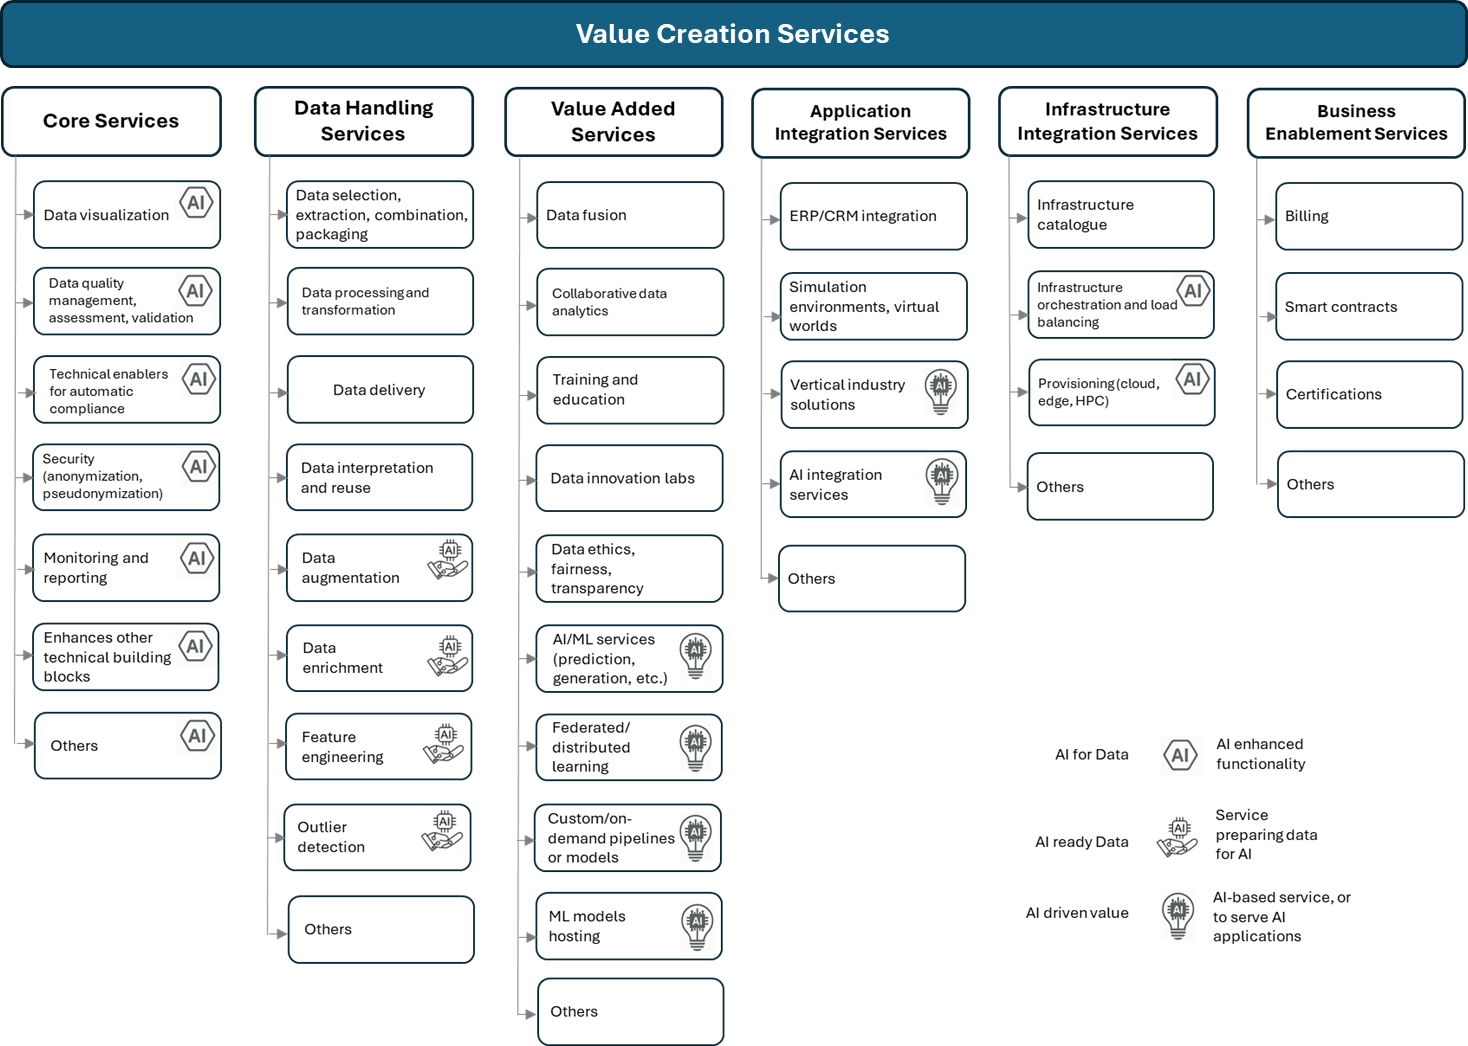 Value Creation Services
Core Services
Data visualization
AI
Data quality
management,
assessment, validation
AI
Technical enablers
for automatic
compliance
AI
Security
(anonymization,
pseudonymization)
AI
Monitoring and
reporting
AI
Enhances other
technical building
blocks
AI
Others
AI
Data Handling
Services
Data selection,
extraction, combination,
packaging
Data processing and
transformation
Data delivery
Data interpretation
and reuse
Data
augmentation
AI
Data
enrichment
AI
Feature
engineering
AI
Outlier
detection
AI
Others
Value Added
Services
Data fusion
Collaborative data
analytics
Training and
education
Data innovation labs
Data ethics,
fairness,
transparency
AI/ML services
(prediction,
generation, etc.)
AI
Federated/
distributed
learning
AI
Custom/on-
demand pipelines
or models
AI
ML models
hosting
AI
Others
Application
Integration Services
ERP/CRM integration
Simulation
environments, virtual
worlds
Vertical industry
solutions
AI
AI integration
services
AI
Others
Infrastructure
Integration Services
Infrastructure
catalogue
Infrastructure
orchestration and load
balancing
AI
Provisioning (cloud,
edge, HPC)
AI
Others
Business
Enablement Services
Billing
Smart contracts
Certifications
Others
AI for Data
AI
AI enhanced
functionality
AI ready Data
AI
Service
preparing data
for AI
AI driven value
AI
AI-based service, or
to serve AI
applications